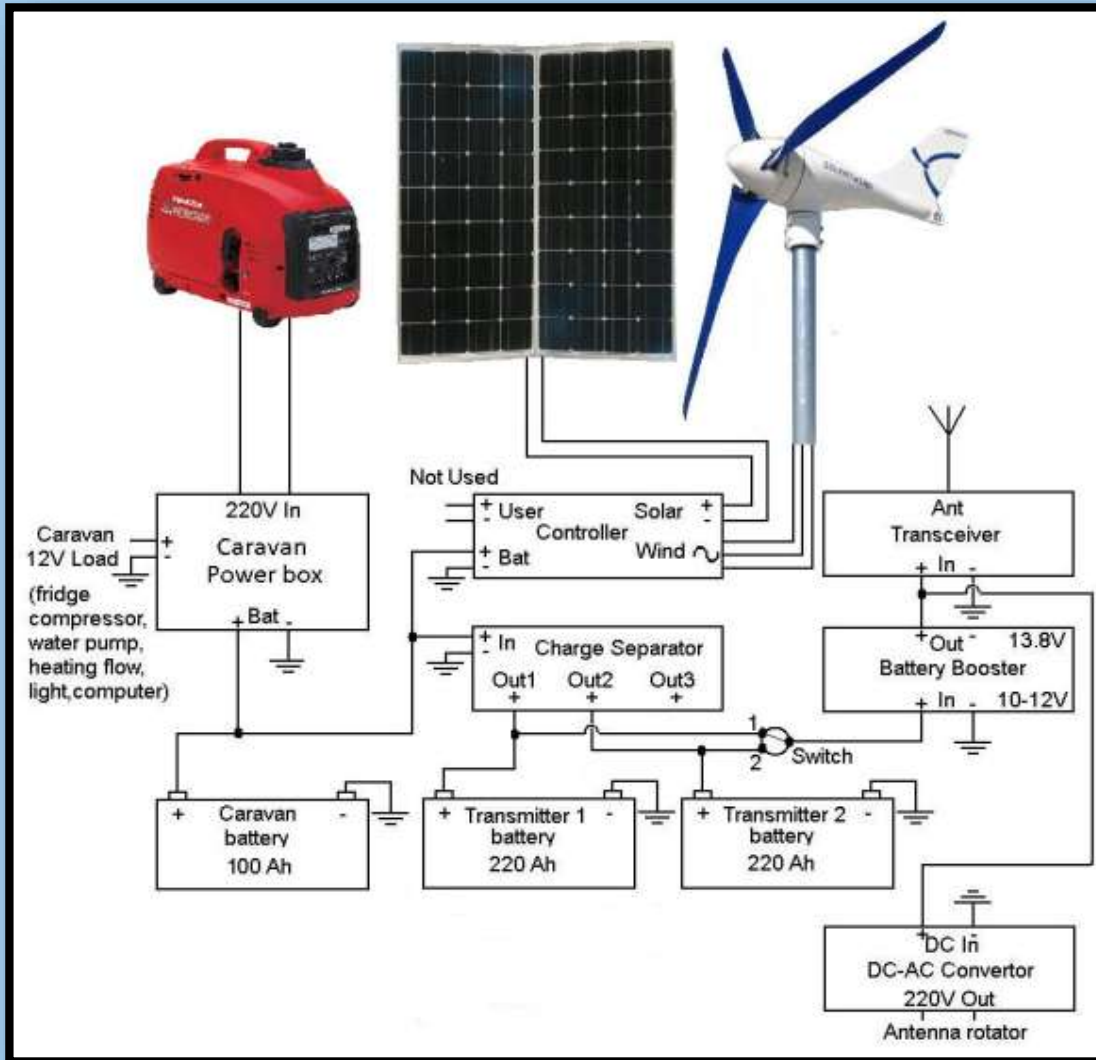 SILENTWIND
Not Used
+ User
-
Solar +
-
Controller
+ Bat
-
Wind
220V In
Caravan
Power box
+ Bat -
Caravan +
12V Load -
(fridge
compressor,
water pump,
heating flow,
light,computer)
Ant
Transceiver
+ In -
+ Out - 13.8V
Battery Booster
+ In - 10-12V
+ In
-
Charge Separator
Out1 Out2 Out3
+ + +
1
2
Switch
+ Caravan -
battery
100 Ah
+ Transmitter 1 -
battery
220 Ah
+ Transmitter 2 -
battery
220 Ah
+ -
DC In
DC-AC Convertor
220V Out
Antenna rotator